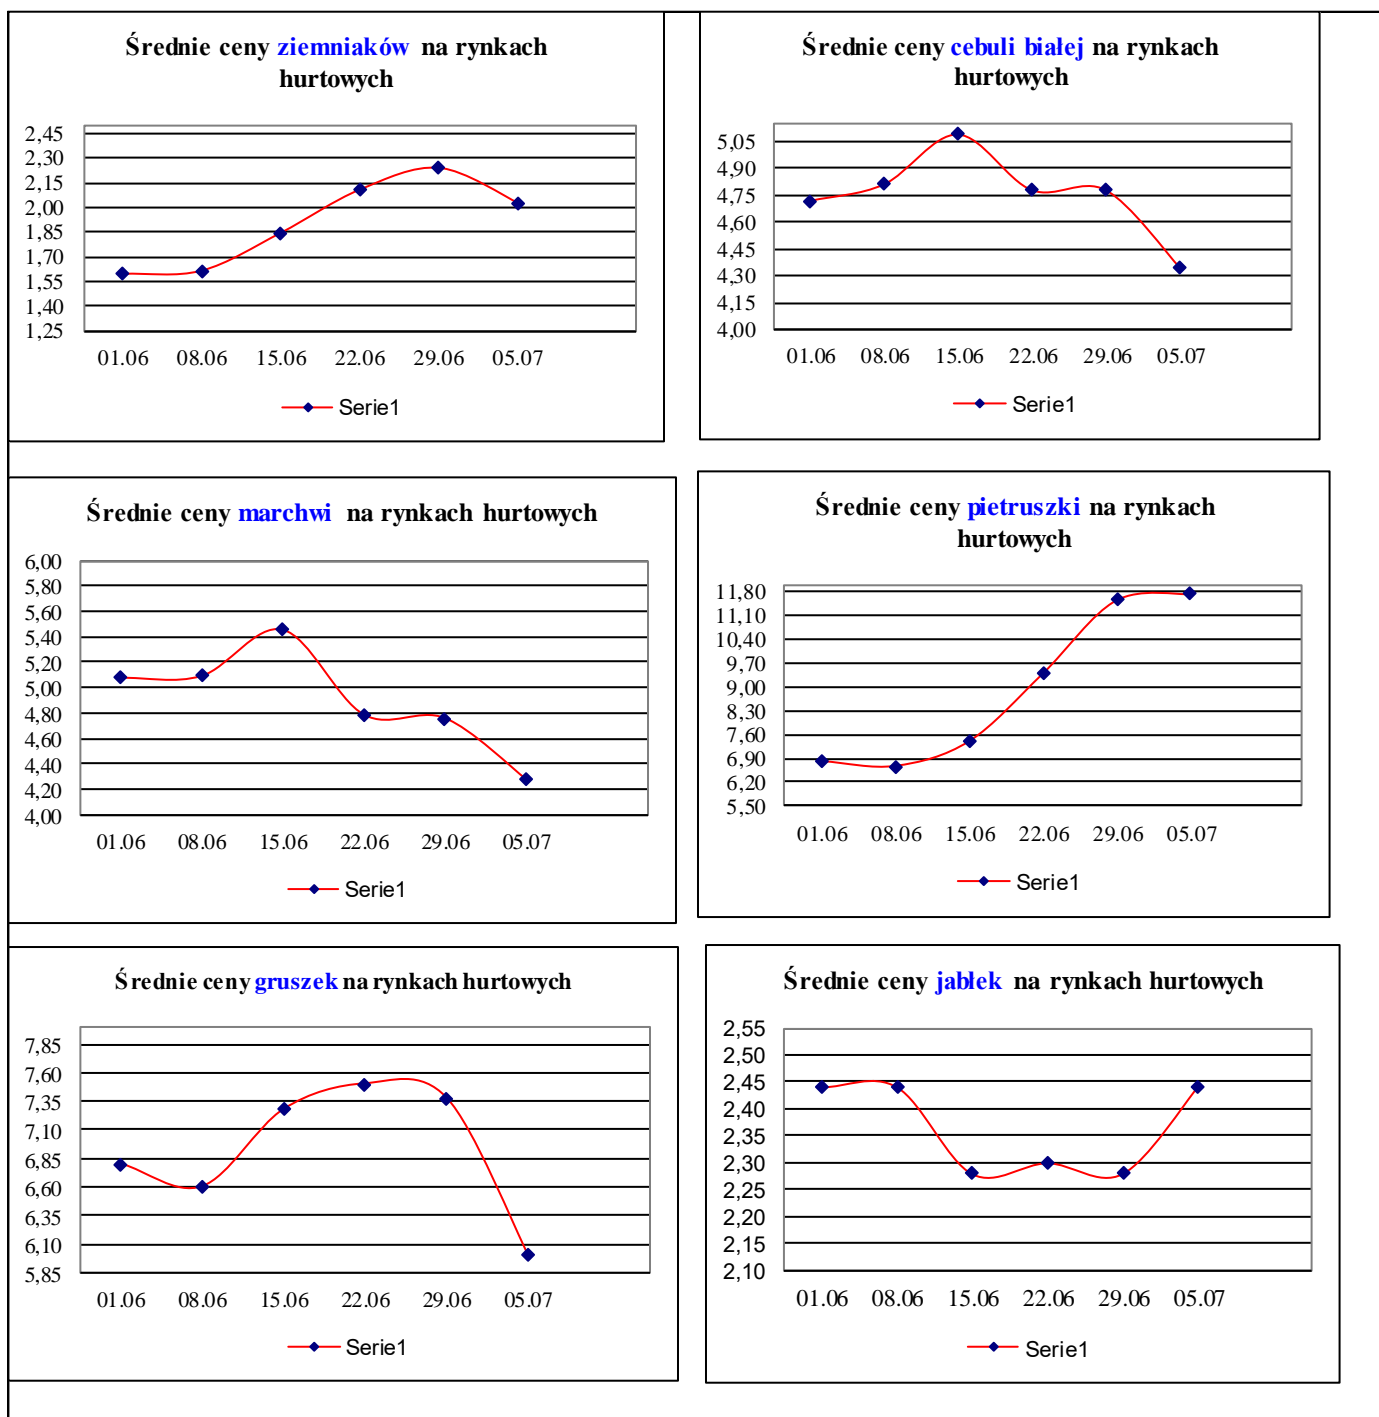 Średnie ceny ziemniaków na rynkach
hurtowych
2,45
2,30
2,15
2,00
1,85
1,70
1,55
1,40
1,25
01.06 08.06 15.06 22.06 29.06 05.07
Serie1
Średnie ceny cebuli białej na rynkach
hurtowych
5,05
4,90
4,75
4,60
4,45
4,30
4,15
4,00
01.06 08.06 15.06 22.06 29.06 05.07
Serie1
Średnie ceny marchwi na rynkach hurtowych
6,00
5,80
5,60
5,40
5,20
5,00
4,80
4,60
4,40
4,20
4,00
01.06 08.06 15.06 22.06 29.06 05.07
Serie1
Średnie ceny pietruszki na rynkach
hurtowych
11,80
11,10
10,40
9,70
9,00
8,30
7,60
6,90
6,20
5,50
01.06 08.06 15.06 22.06 29.06 05.07
Serie1
Średnie ceny gruszek na rynkach hurtowych
7,85
7,60
7,35
7,10
6,85
6,60
6,35
6,10
5,85
01.06 08.06 15.06 22.06 29.06 05.07
Serie1
Średnie ceny jabłek na rynkach hurtowych
2,55
2,50
2,45
2,40
2,35
2,30
2,25
2,20
2,15
2,10
01.06 08.06 15.06 22.06 29.06 05.07
Serie1